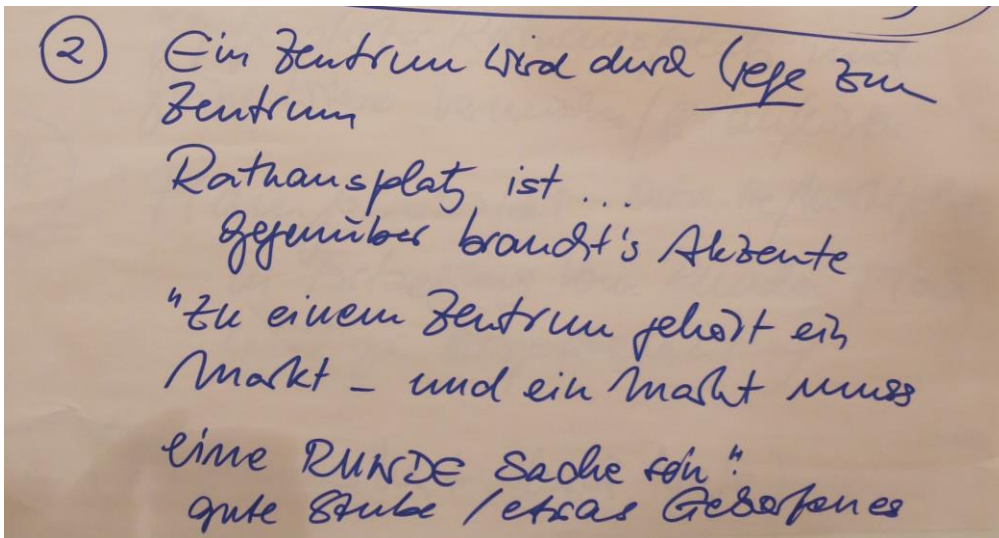 ② Ein Zentrum wird durch Wege zum
Zentrum
Rathausplatz ist ...
gegenüber braucht's Akzente
"Zu einem Zentrum gehört ein
Markt – und ein Markt muss
eine RUNDE Sache sein".
gute Stube / etwas Geborgenes